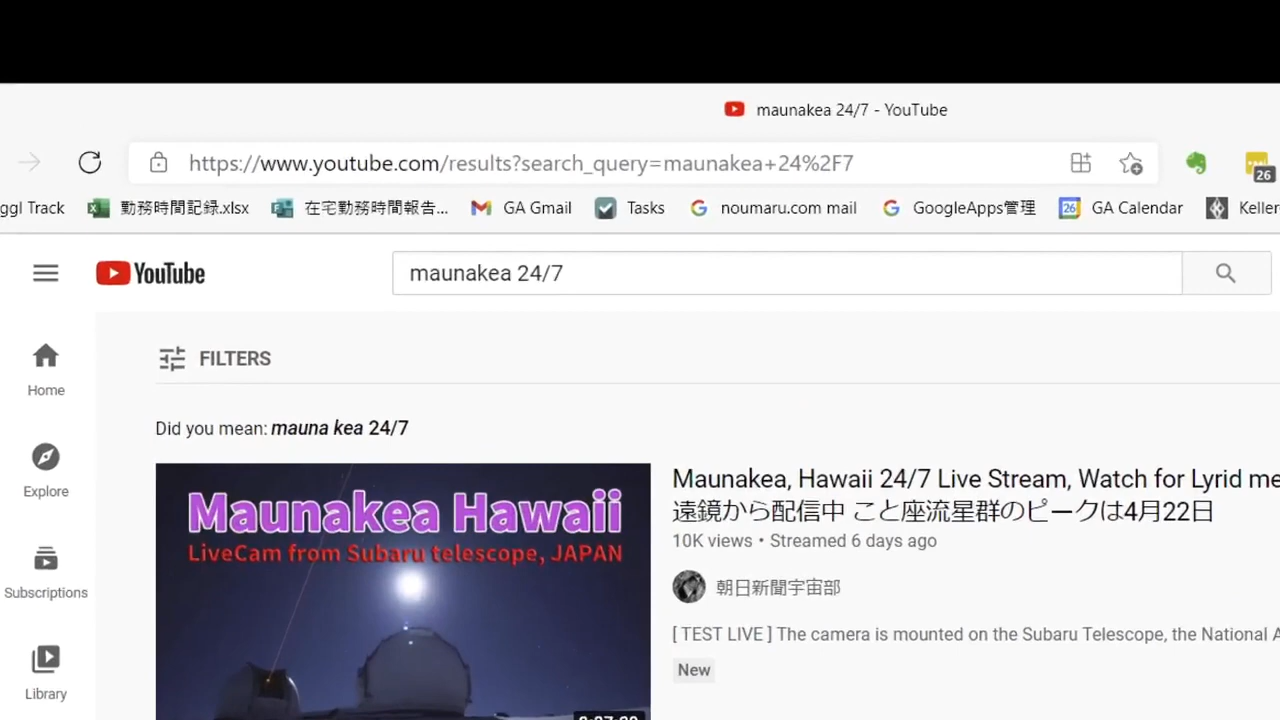 maunakea 24/7 - YouTube
https://www.youtube.com/results?search_query=maunakea+24%2F7
26
ggl Track 勤務時間記録.xlsx 在宅勤務時間報告... GA Gmail Tasks noumaru.com mail GoogleApps管理 26 GA Calendar Keller
YouTube
maunakea 24/7
FILTERS
Home
Did you mean: mauna kea 24/7
Explore
Maunakea Hawaii
LiveCam from Subaru telescope, JAPAN
Maunakea, Hawaii 24/7 Live Stream, Watch for Lyrid me
遠鏡から配信中 こと座流星群のピークは4月22日
10K views • Streamed 6 days ago
朝日新聞宇宙部
Subscriptions
[ TEST LIVE ] The camera is mounted on the Subaru Telescope, the National A
New
Library